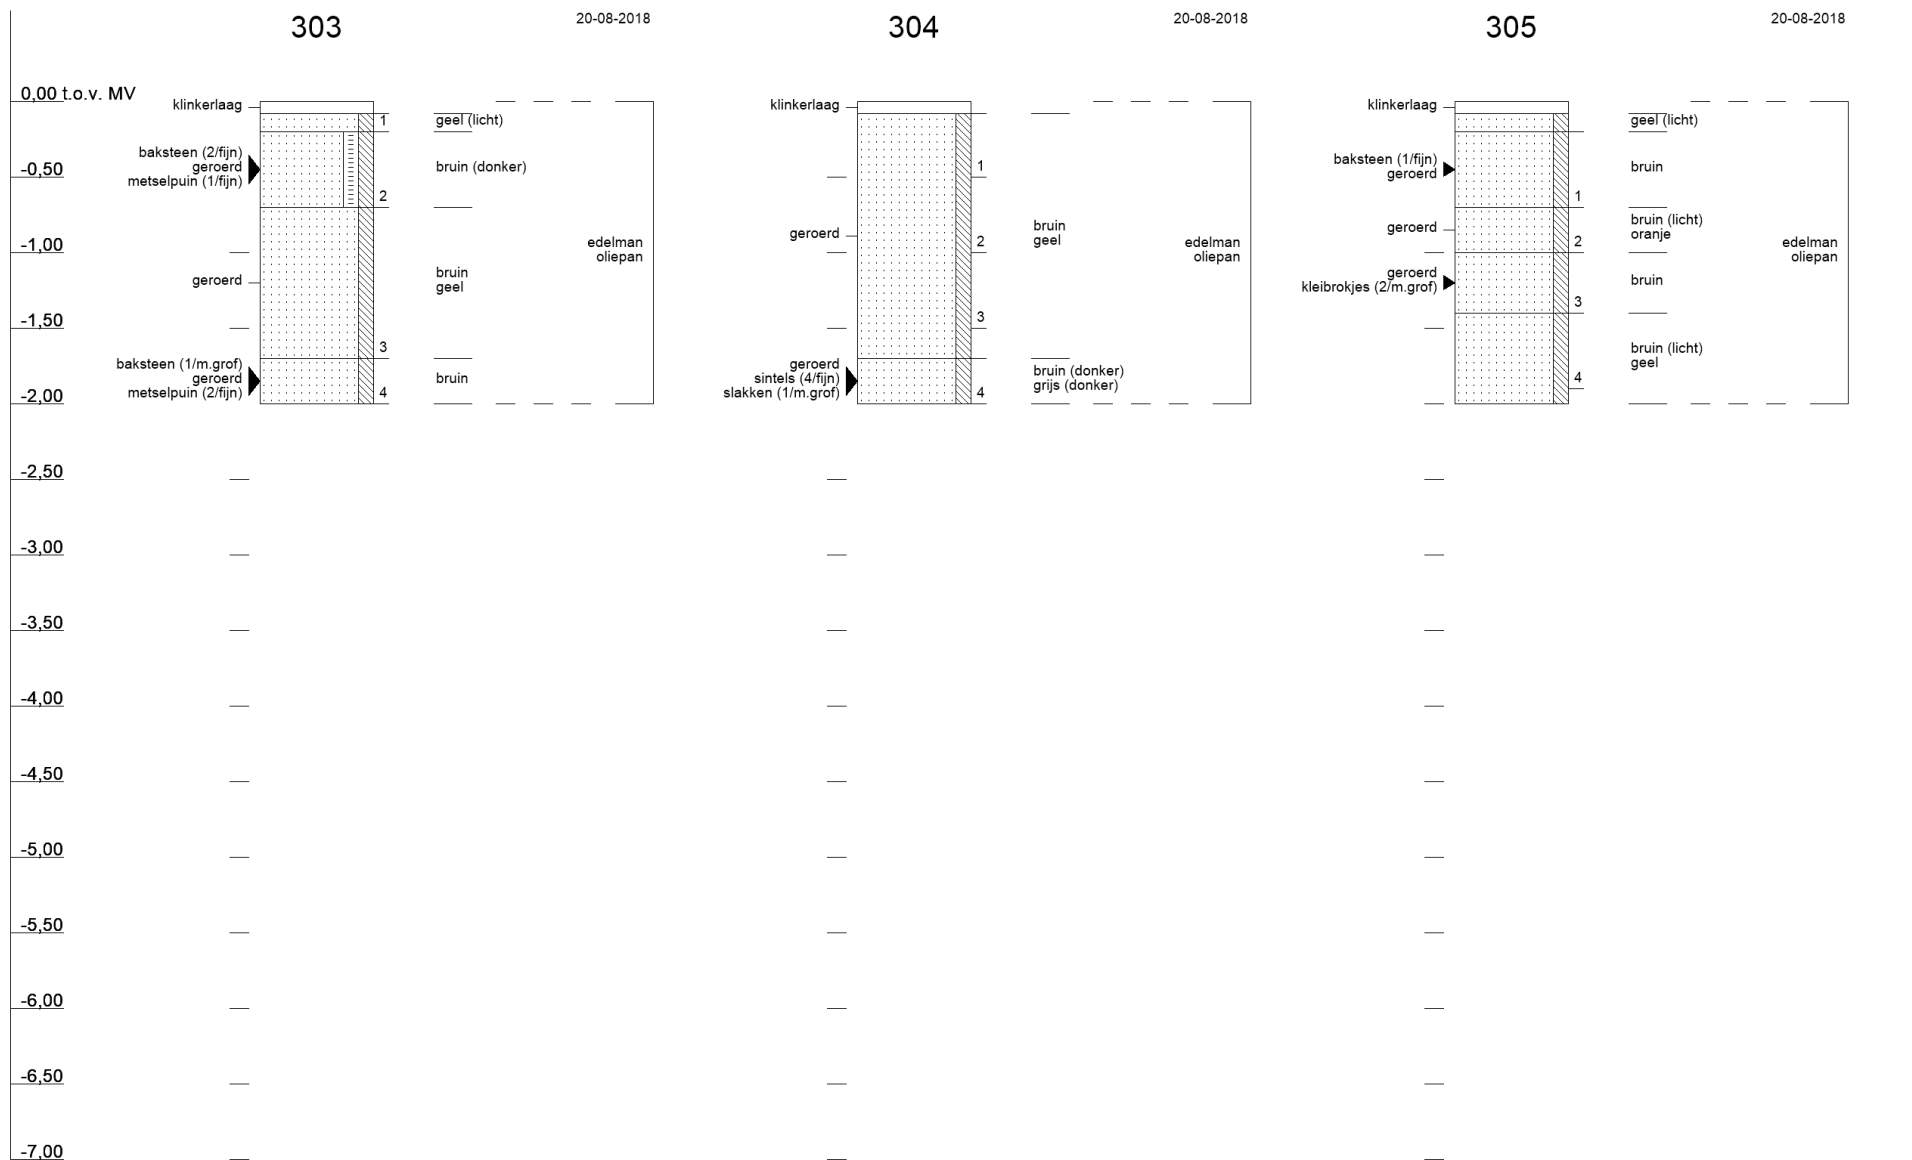 303
20-08-2018
304
20-08-2018
305
20-08-2018
0,00 t.o.v. MV
-0,50
-1,00
-1,50
-2,00
-2,50
-3,00
-3,50
-4,00
-4,50
-5,00
-5,50
-6,00
-6,50
-7,00
klinkerlaag
baksteen (2/fijn)
geroerd
metselpuin (1/fijn)
geroerd
baksteen (1/m.grof)
geroerd
metselpuin (2/fijn)
1
2
3
4
geel (licht)
bruin (donker)
bruin
geel
bruin
edelman
oliepan
klinkerlaag
geroerd
geroerd
sintels (4/fijn)
slakken (1/m.grof)
1
2
3
4
bruin
geel
bruin (donker)
grijs (donker)
edelman
oliepan
klinkerlaag
baksteen (1/fijn)
geroerd
geroerd
geroerd
kleibrokjes (2/m.grof)
1
2
3
4
geel (licht)
bruin
bruin (licht)
oranje
bruin
bruin (licht)
geel
edelman
oliepan